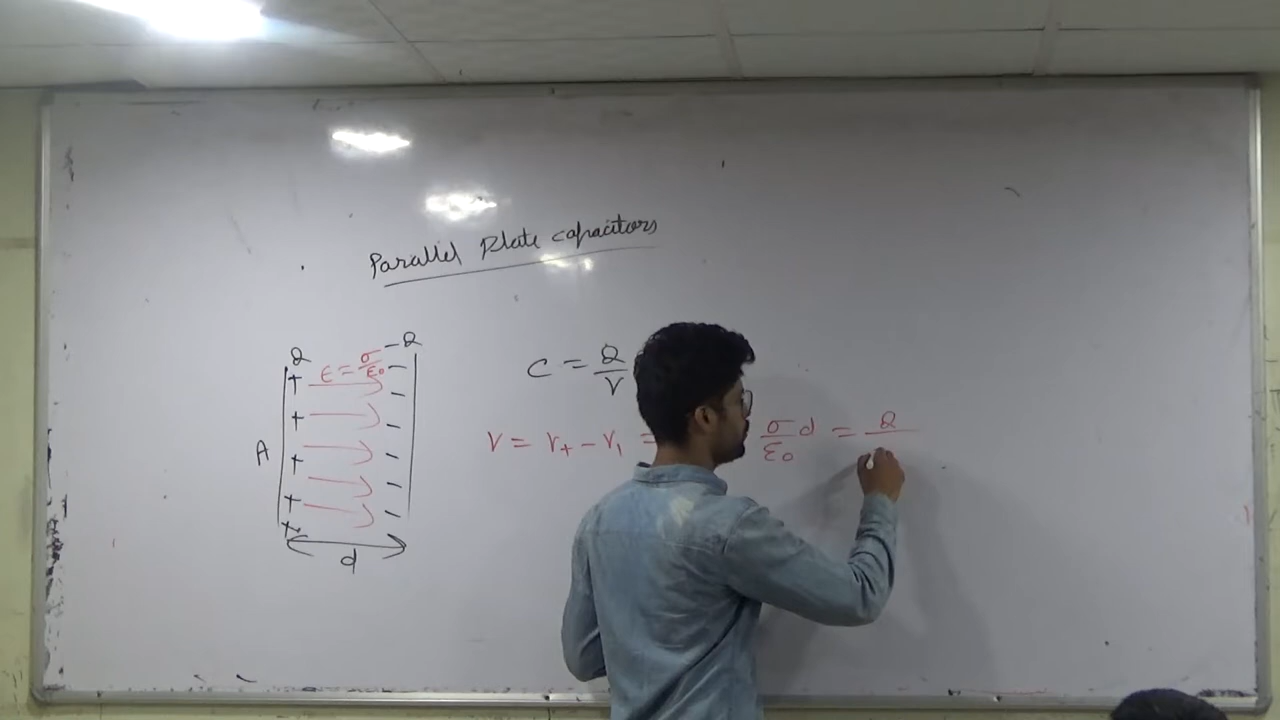 Parallel Plate capacitors
Q -Q
E = σ/ε₀
+ + + + +
- - - - - -
A
d
C = Q/V
V = V₊ - V₁ = σ/ε₀ d = Q